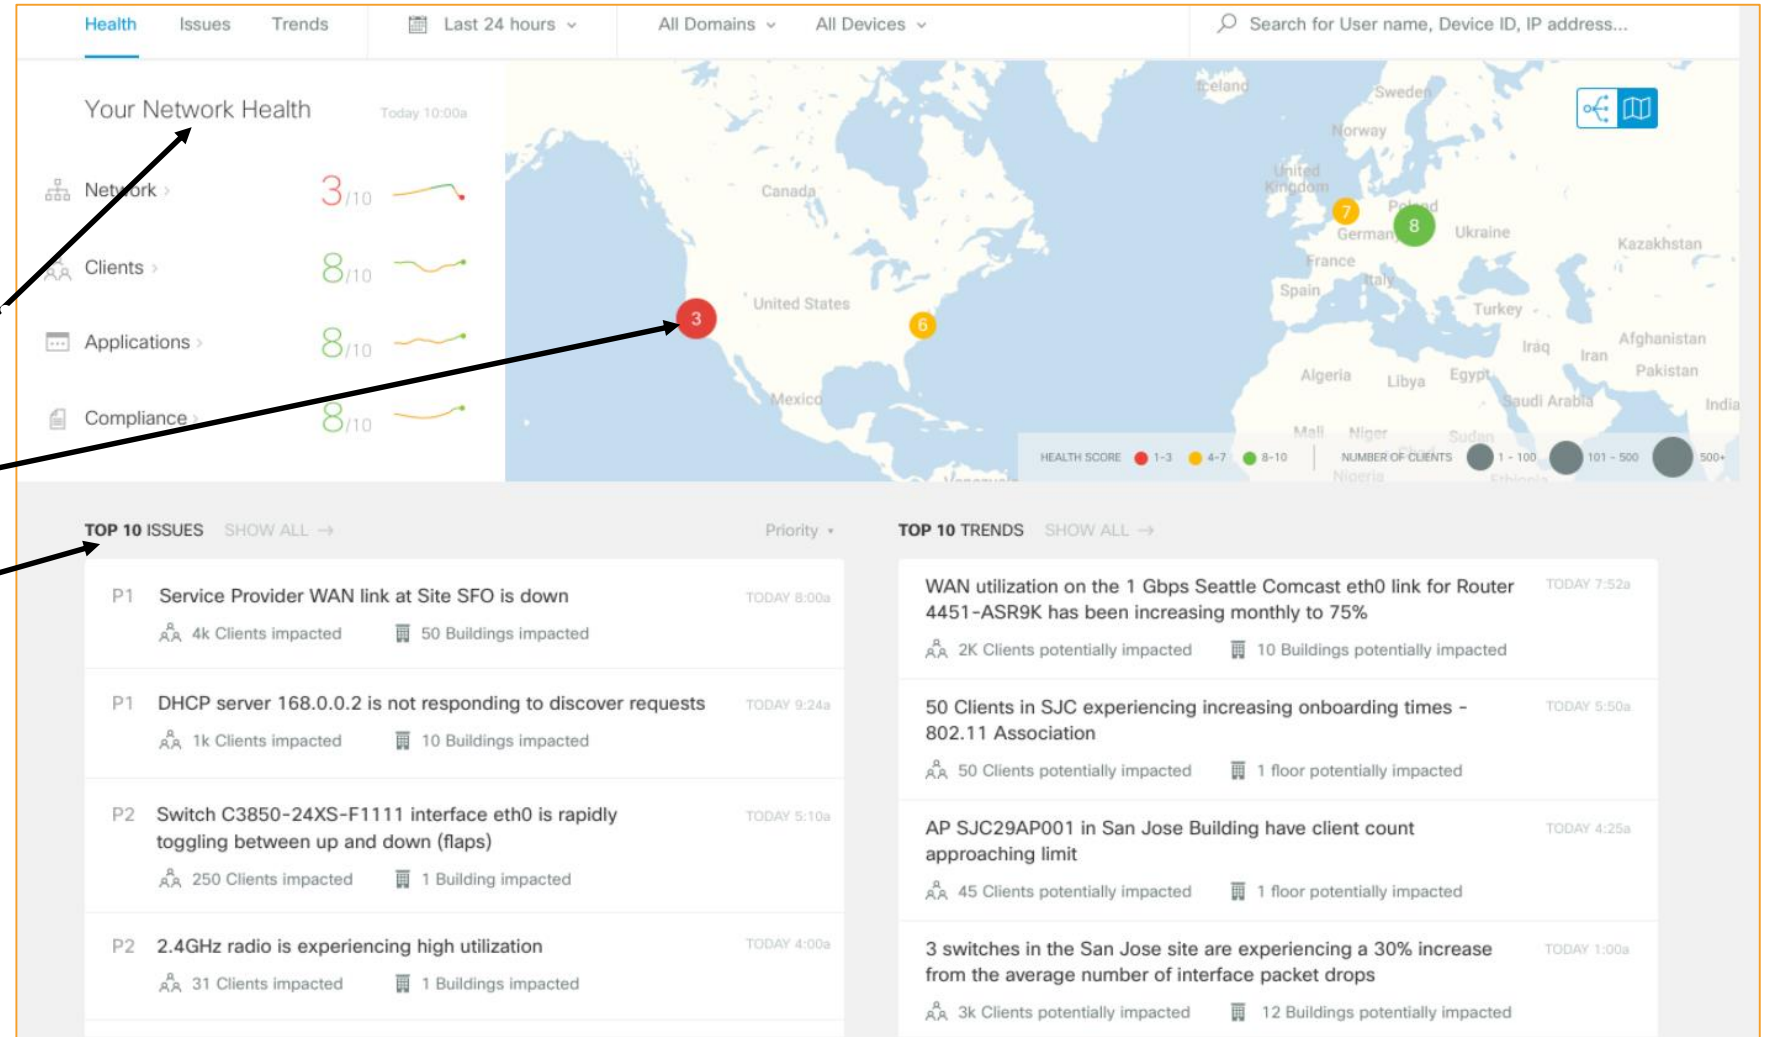 Health Issues Trends Last 24 hours All Domains All Devices Search for User name, Device ID, IP address...
Your Network Health Today 10:00a
Network 3/10
Clients 8/10
Applications 8/10
Compliance 8/10
Iceland
Sweden
Norway
United
Kingdom
Canada
7
Poland
8
Germany
Ukraine
Kazakhstan
France
Italy
Spain
United States
3
6
Turkey
Afghanistan
Iraq
Iran
Pakistan
Algeria
Libya
Egypt
Mexico
Saudi Arabia
India
Mali
Niger
Sudan
HEALTH SCORE 1-3 4-7 8-10 NUMBER OF CLIENTS 1 - 100 101 - 500 500+
Nigeria
Ethiopia
Venezuela
TOP 10 ISSUES SHOW ALL → Priority
P1 Service Provider WAN link at Site SFO is down TODAY 8:00a
4k Clients impacted 50 Buildings impacted
P1 DHCP server 168.0.0.2 is not responding to discover requests TODAY 9:24a
1k Clients impacted 10 Buildings impacted
P2 Switch C3850-24XS-F1111 interface eth0 is rapidly TODAY 5:10a
toggling between up and down (flaps)
250 Clients impacted 1 Building impacted
P2 2.4GHz radio is experiencing high utilization TODAY 4:00a
31 Clients impacted 1 Buildings impacted
TOP 10 TRENDS SHOW ALL →
WAN utilization on the 1 Gbps Seattle Comcast eth0 link for Router TODAY 7:52a
4451-ASR9K has been increasing monthly to 75%
2K Clients potentially impacted 10 Buildings potentially impacted
50 Clients in SJC experiencing increasing onboarding times - TODAY 5:50a
802.11 Association
50 Clients potentially impacted 1 floor potentially impacted
AP SJC29AP001 in San Jose Building have client count TODAY 4:25a
approaching limit
45 Clients potentially impacted 1 floor potentially impacted
3 switches in the San Jose site are experiencing a 30% increase TODAY 1:00a
from the average number of interface packet drops
3k Clients potentially impacted 12 Buildings potentially impacted